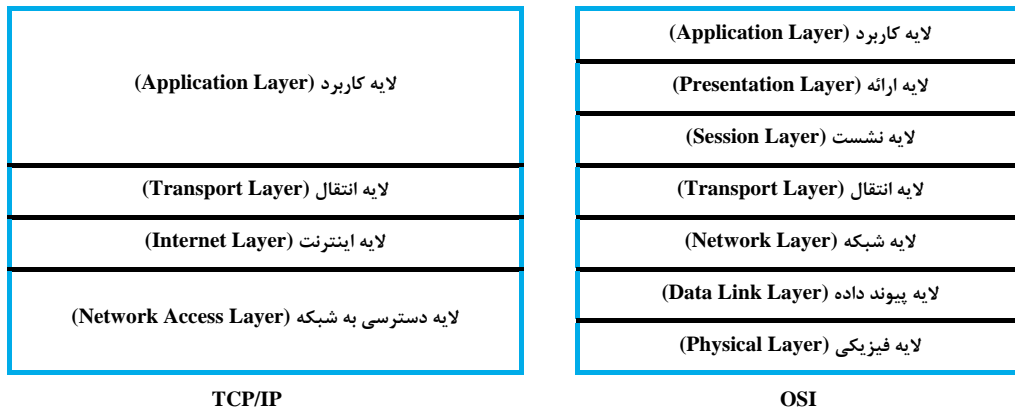 لایه کاربرد (Application Layer)
لایه ارائه (Presentation Layer)
لایه نشست (Session Layer)
لایه انتقال (Transport Layer)
لایه شبکه (Network Layer)
لایه پیوند داده (Data Link Layer)
لایه فیزیکی (Physical Layer)
OSI
لایه کاربرد (Application Layer)
لایه انتقال (Transport Layer)
لایه اینترنت (Internet Layer)
لایه دسترسی به شبکه (Network Access Layer)
TCP/IP